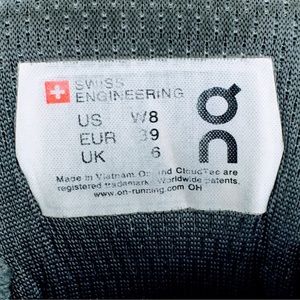 SWISS
ENGINEERING
US W8
EUR 39
UK 6
Made in Vietnam On and CloudTec are
registered trademark. Worldwide patents.
www.on-running.com OH